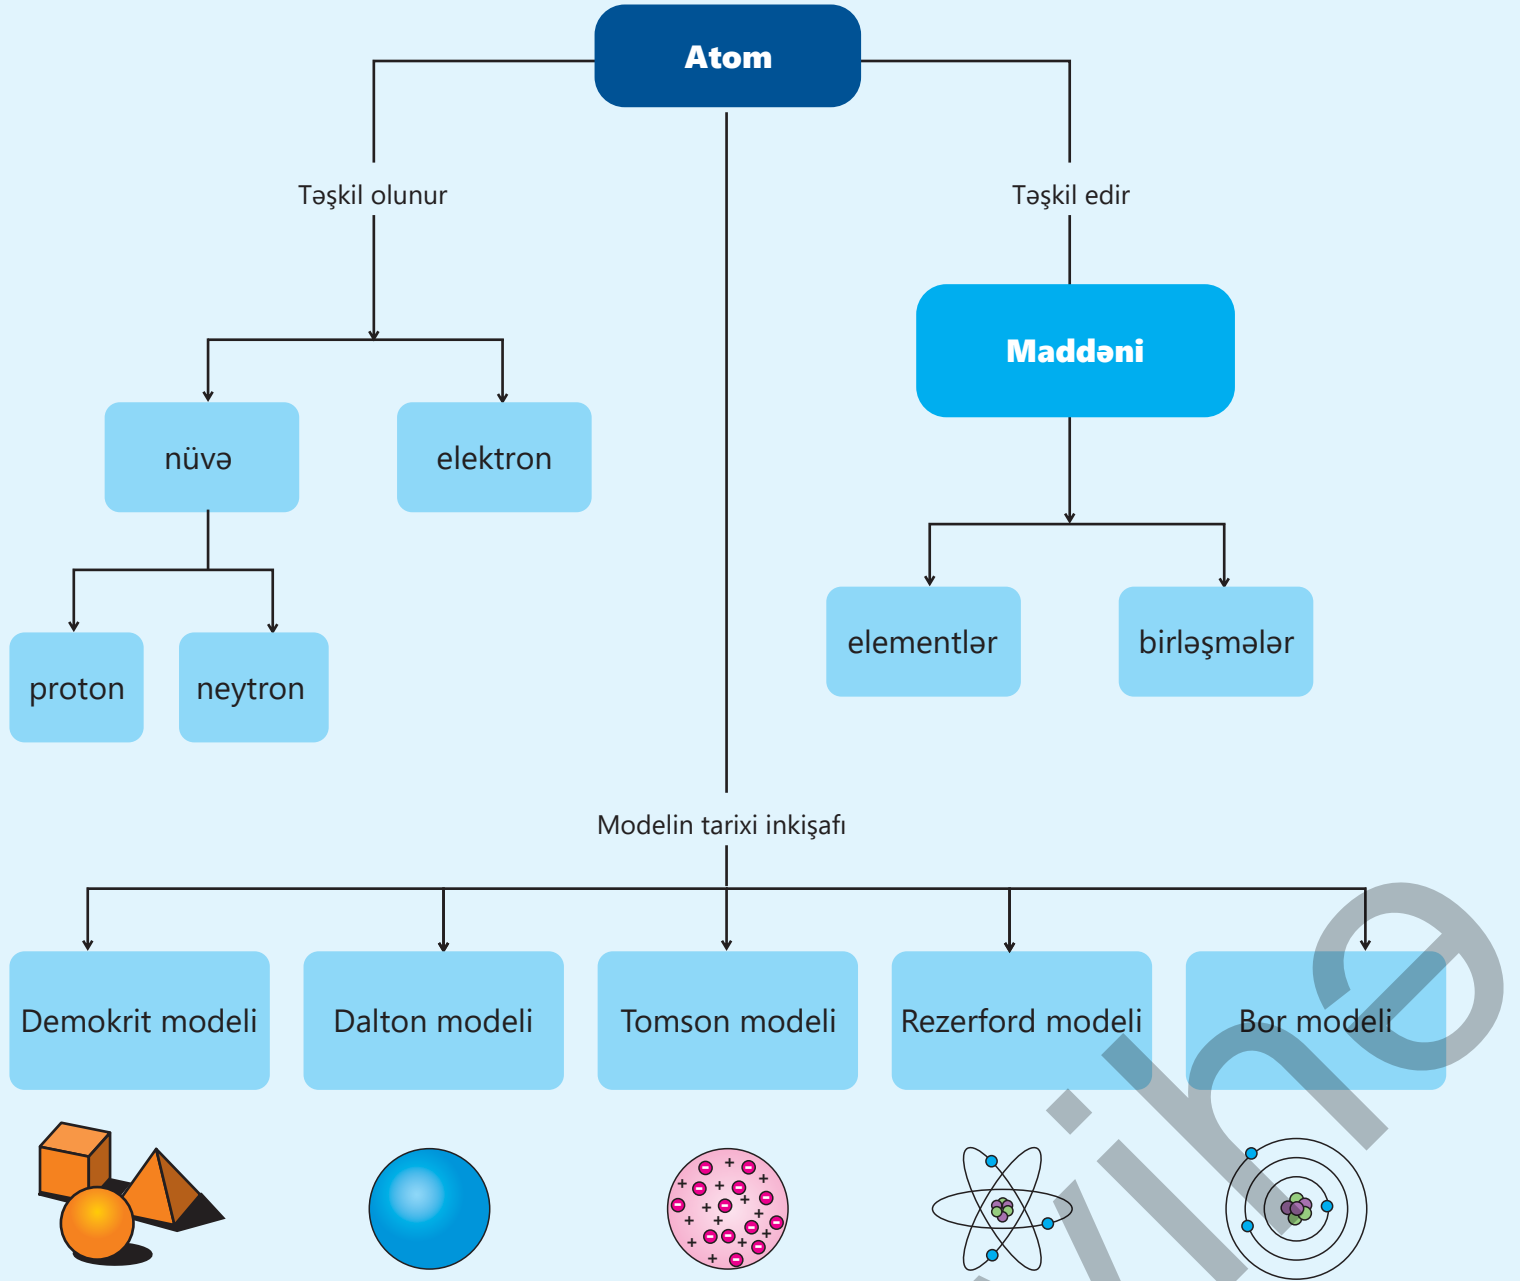 Atom
Təşkil olunur
Təşkil edir
Maddəni
nüvə
elektron
elementlər
birləşmələr
proton
neytron
Modelin tarixi inkişafı
Demokrit modeli
Dalton modeli
Tomson modeli
Rezerford modeli
Bor modeli